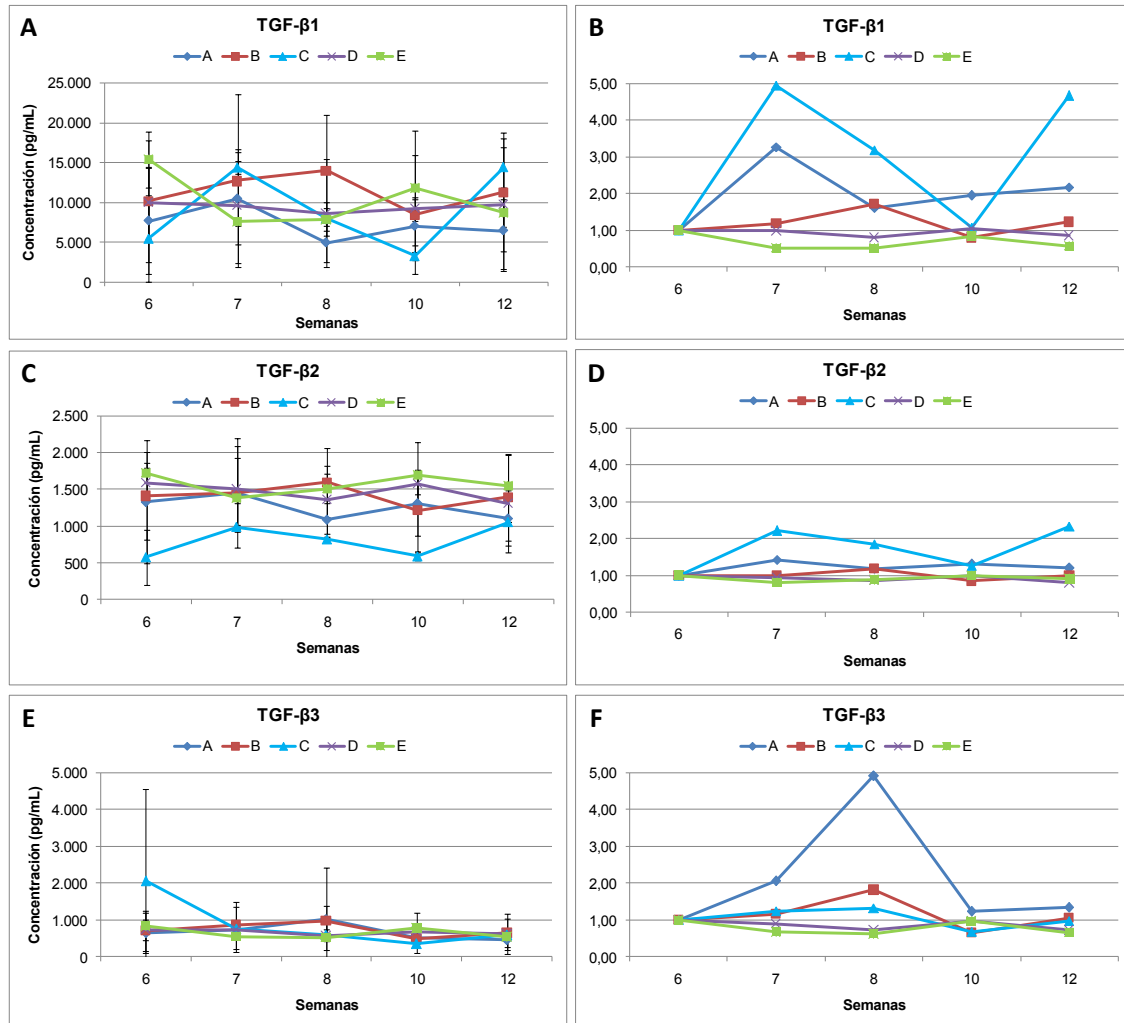 A
TGF-β1
A B C D E
Concentración (pg/mL)
25.000
20.000
15.000
10.000
5.000
0
6 7 8 10 12
Semanas
B
TGF-β1
A B C D E
5,00
4,00
3,00
2,00
1,00
0,00
6 7 8 10 12
Semanas
C
TGF-β2
A B C D E
Concentración (pg/mL)
2.500
2.000
1.500
1.000
500
0
6 7 8 10 12
Semanas
D
TGF-β2
A B C D E
5,00
4,00
3,00
2,00
1,00
0,00
6 7 8 10 12
Semanas
E
TGF-β3
A B C D E
Concentración (pg/mL)
5.000
4.000
3.000
2.000
1.000
0
6 7 8 10 12
Semanas
F
TGF-β3
A B C D E
5,00
4,00
3,00
2,00
1,00
0,00
6 7 8 10 12
Semanas